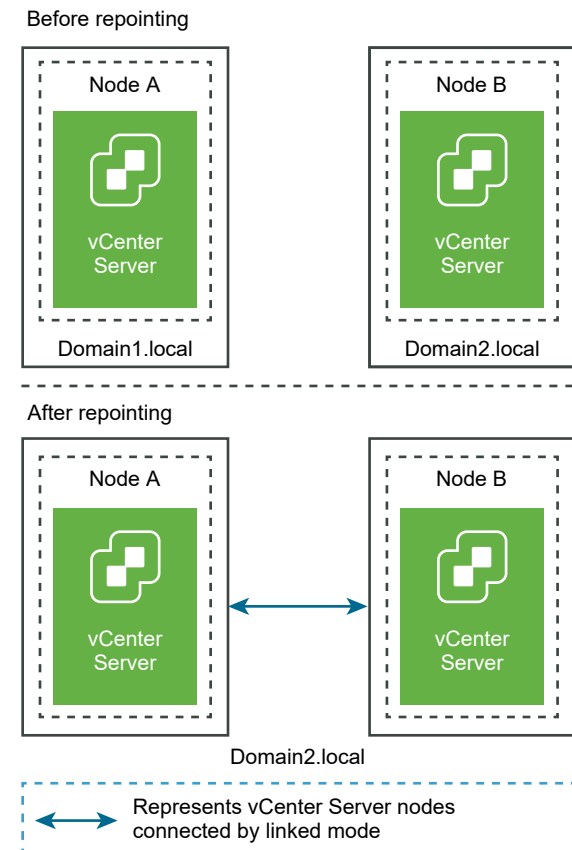 Before repointing
Node A
Node B
vCenter
Server
vCenter
Server
Domain1.local
Domain2.local
After repointing
Node A
Node B
vCenter
Server
vCenter
Server
Domain2.local
Represents vCenter Server nodes
connected by linked mode